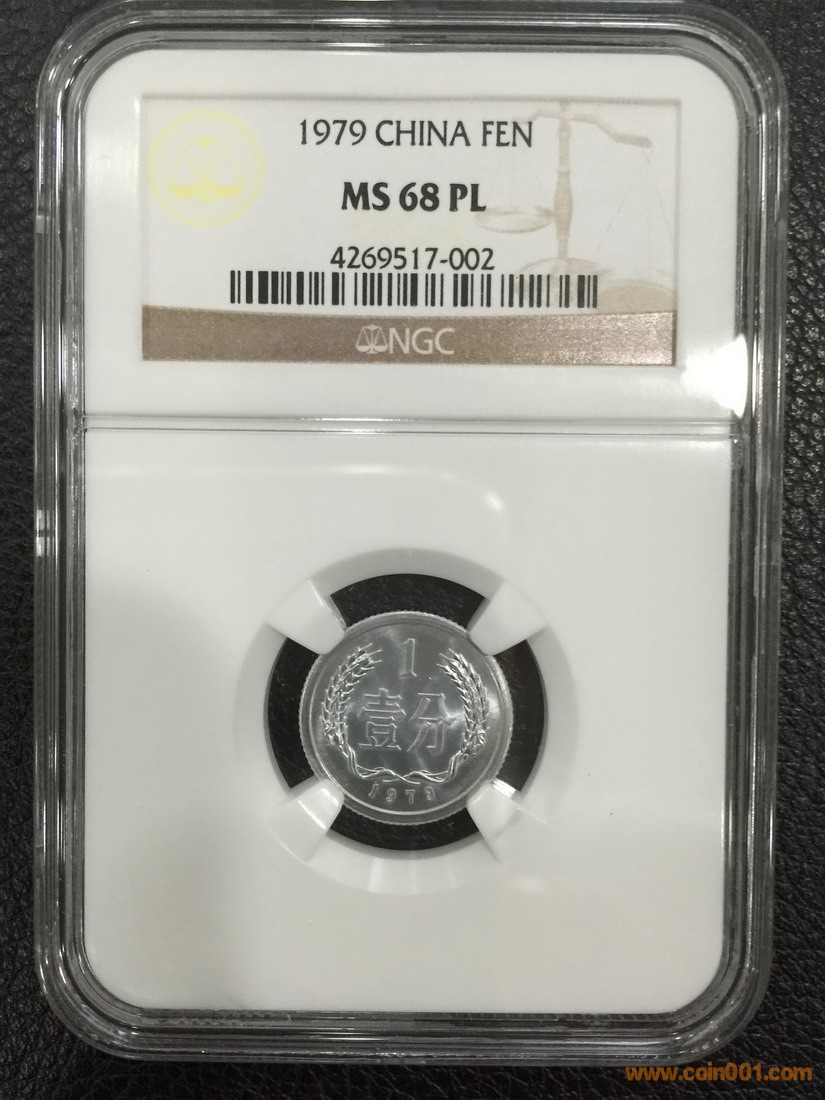 1979 CHINA FEN
MS 68 PL
4269517-002
NGC
1
壹分
1979
www.coin001.com